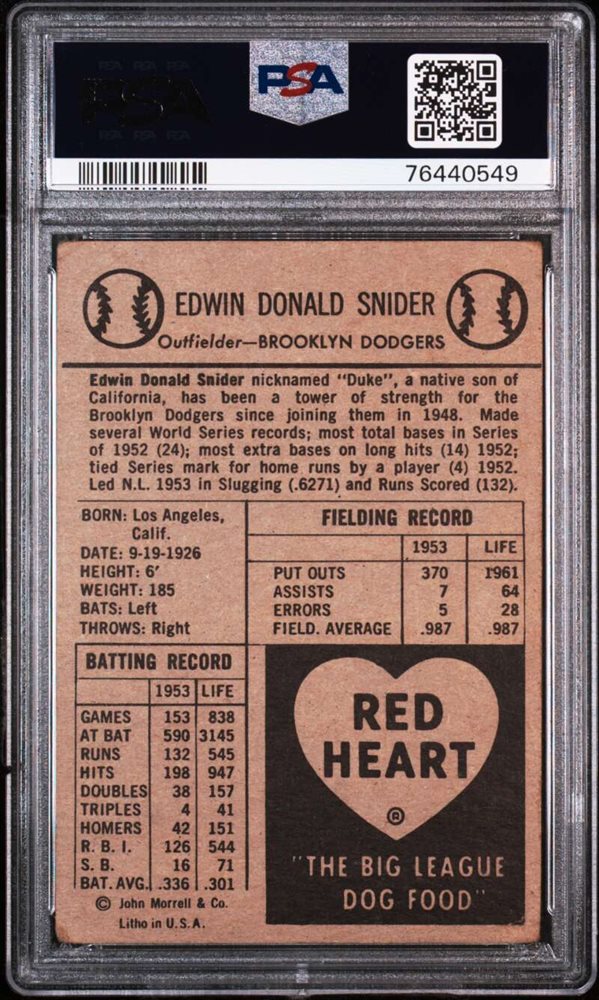 PSA PSA PSA
PSA
PSA PSA PSA
PSA
76440549
EDWIN DONALD SNIDER
Outfielder—BROOKLYN DODGERS
Edwin Donald Snider nicknamed "Duke", a native son of
California, has been a tower of strength for the
Brooklyn Dodgers since joining them in 1948. Made
several World Series records; most total bases in Series
of 1952 (24); most extra bases on long hits (14) 1952;
tied Series mark for home runs by a player (4) 1952.
Led N.L. 1953 in Slugging (.6271) and Runs Scored (132).
BORN: Los Angeles,
Calif.
DATE: 9-19-1926
HEIGHT: 6'
WEIGHT: 185
BATS: Left
THROWS: Right
FIELDING RECORD
1953 LIFE
PUT OUTS 370 1961
ASSISTS 7 64
ERRORS 5 28
FIELD. AVERAGE .987 .987
BATTING RECORD
1953 LIFE
GAMES 153 838
AT BAT 590 3145
RUNS 132 545
HITS 198 947
DOUBLES 38 157
TRIPLES 4 41
HOMERS 42 151
R. B. I. 126 544
S. B. 16 71
BAT. AVG. .336 .301
© John Morrell & Co.
Litho in U.S.A.
RED
HEART
®
"THE BIG LEAGUE
DOG FOOD"